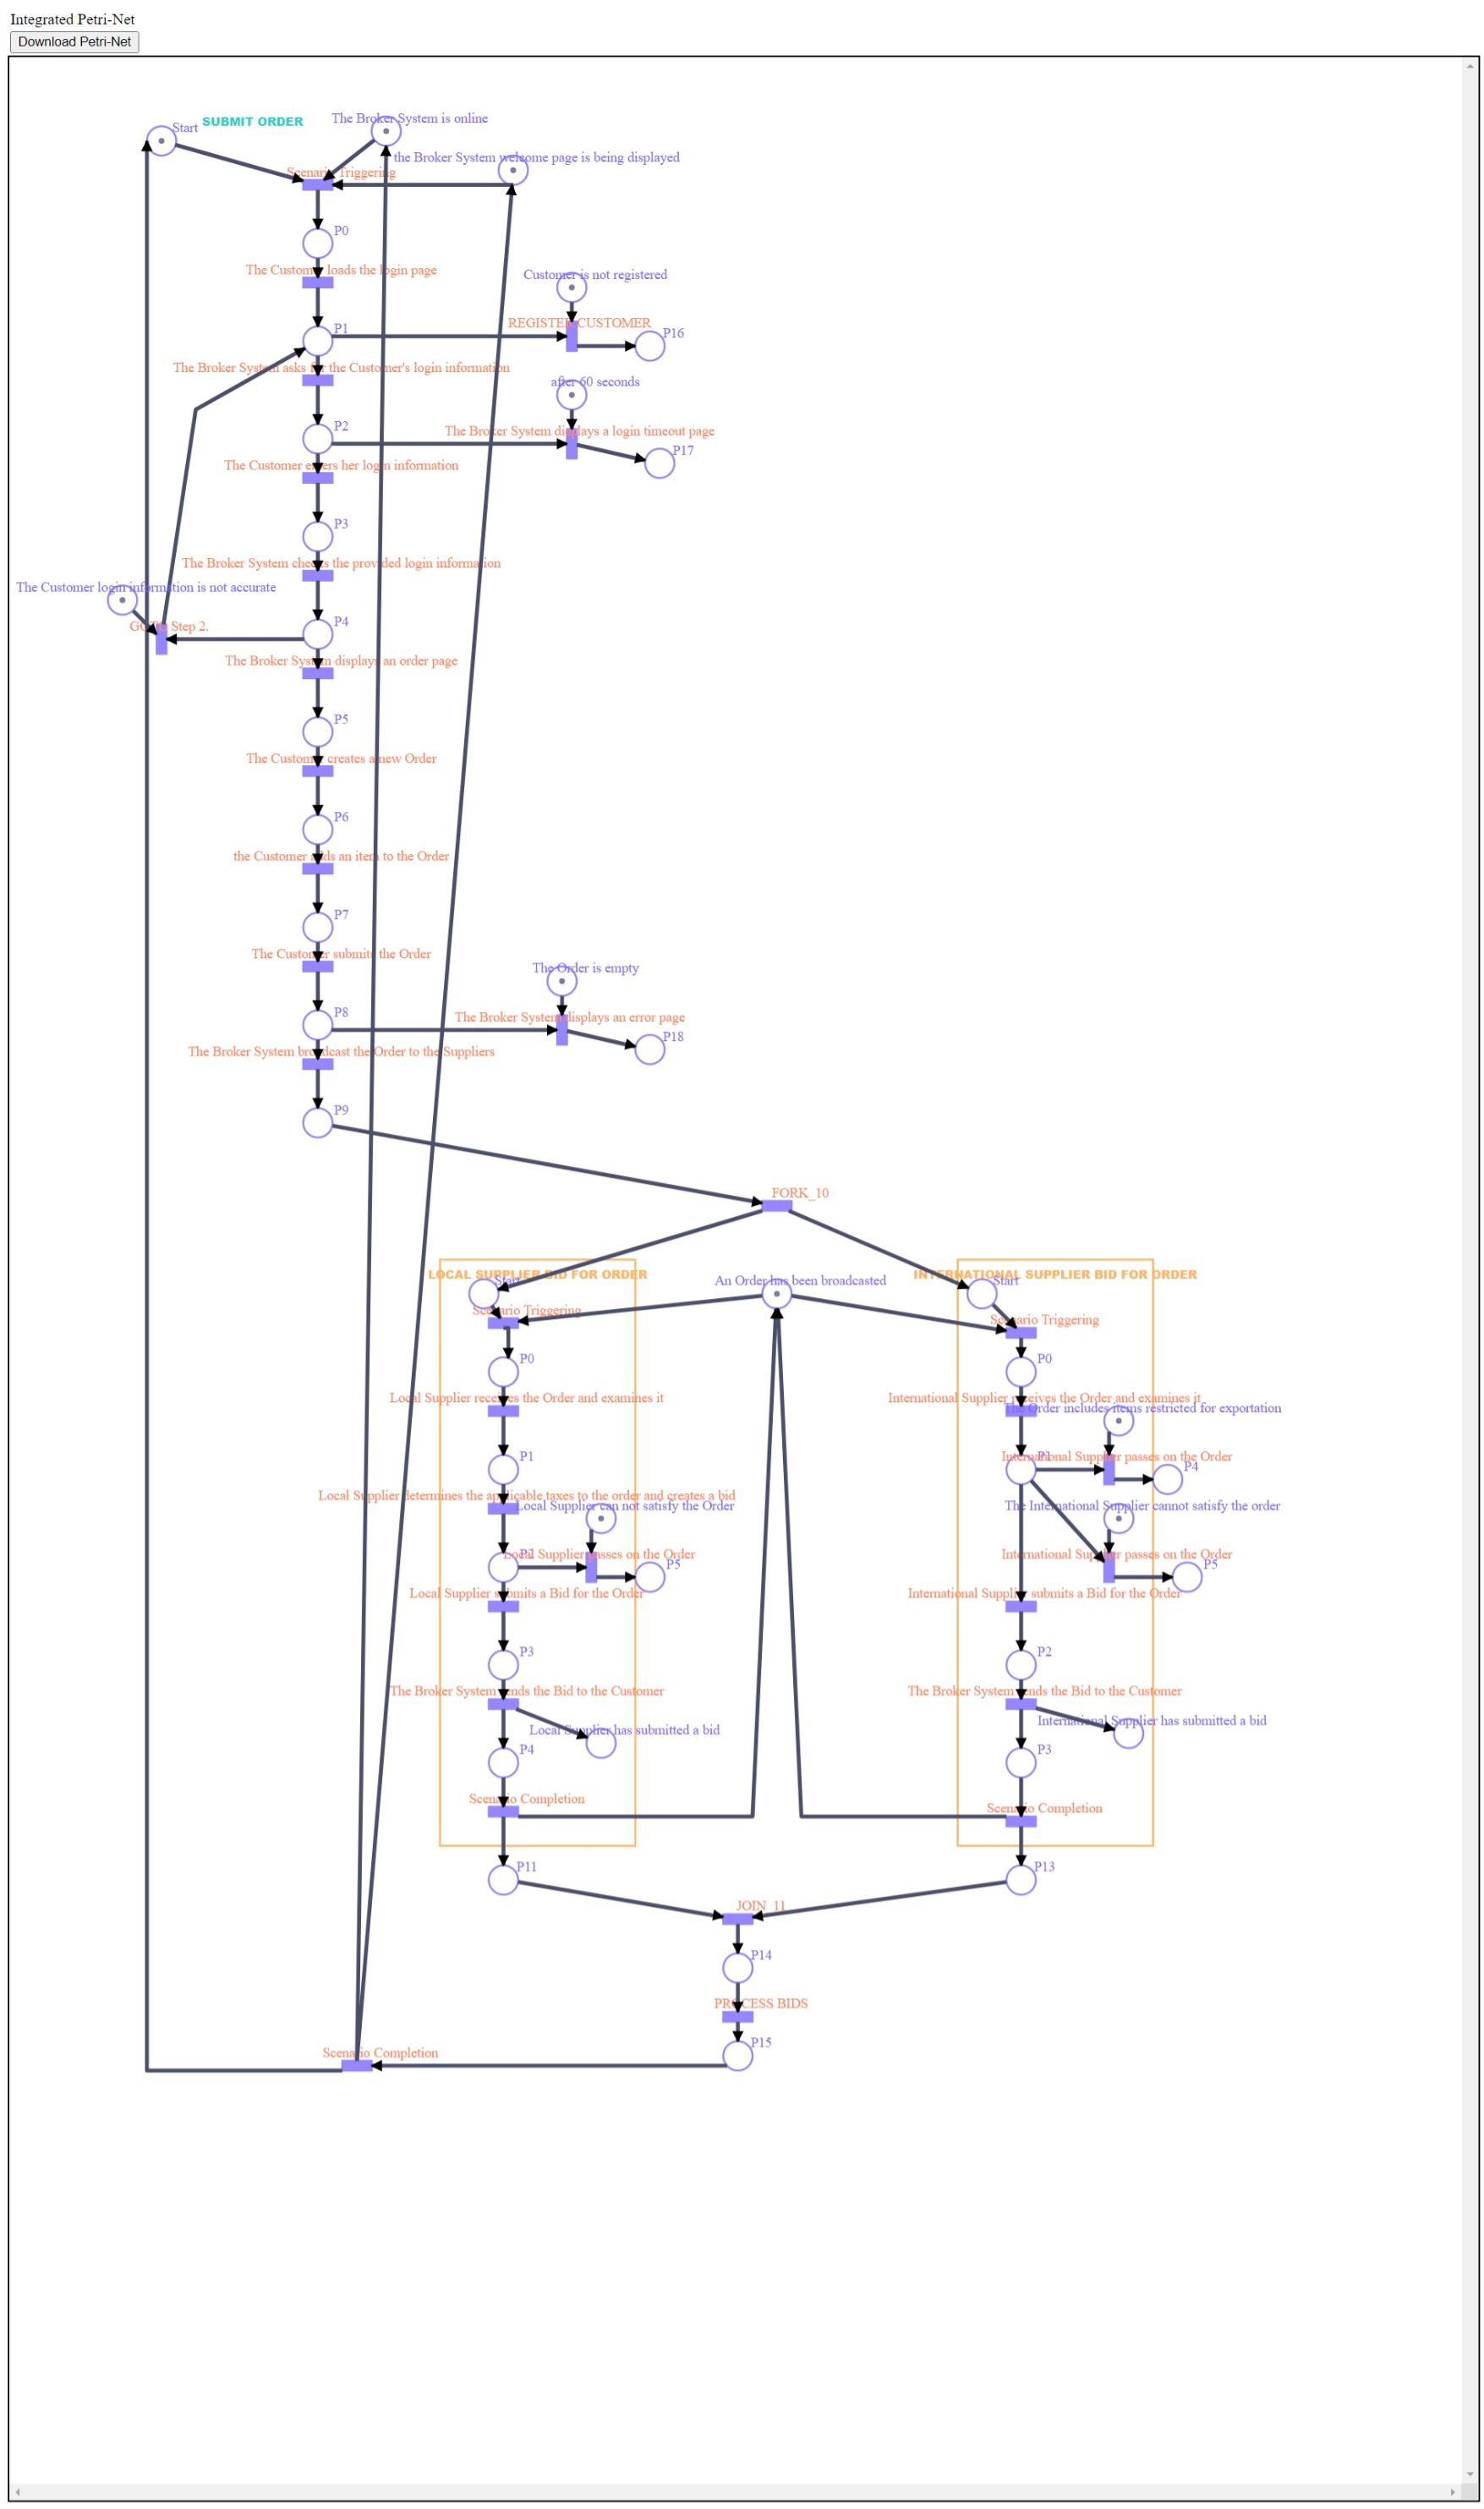 Integrated Petri-Net
Download Petri-Net
Start
SUBMIT ORDER
The Broker System is online
the Broker System welcome page is being displayed
Scenario Triggering
P0
The Customer loads the login page
Customer is not registered
P1
REGISTER CUSTOMER
P16
The Broker System asks for the Customer's login information
after 60 seconds
P2
The Broker System displays a login timeout page
P17
The Customer enters her login information
P3
The Broker System checks the provided login information
The Customer login information is not accurate
GOTO Step 2.
P4
The Broker System displays an order page
P5
The Customer creates a new Order
P6
the Customer adds an item to the Order
P7
The Customer submits the Order
The Order is empty
P8
The Broker System displays an error page
P18
The Broker System broadcast the Order to the Suppliers
P9
FORK_10
LOCAL SUPPLIER BID FOR ORDER
INTERNATIONAL SUPPLIER BID FOR ORDER
Start
An Order has been broadcasted
Start
Scenario Triggering
Scenario Triggering
P0
P0
Local Supplier receives the Order and examines it
International Supplier receives the Order and examines it
The Order includes items restricted for exportation
P1
P1
International Supplier passes on the Order
P4
Local Supplier determines the applicable taxes to the order and creates a bid
Local Supplier can not satisfy the Order
The International Supplier cannot satisfy the order
P2
Local Supplier passes on the Order
P5
International Supplier passes on the Order
P5
Local Supplier submits a Bid for the Order
International Supplier submits a Bid for the Order
P3
P2
The Broker System sends the Bid to the Customer
The Broker System sends the Bid to the Customer
Local Supplier has submitted a bid
International Supplier has submitted a bid
P4
P3
Scenario Completion
Scenario Completion
P11
P13
JOIN_11
P14
PROCESS BIDS
P15
Scenario Completion